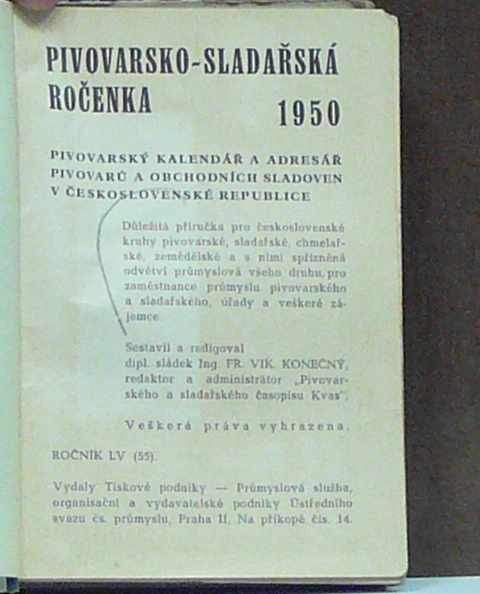 PIVOVARSKO-SLADAŘSKÁ
ROČENKA 1950
PIVOVARSKÝ KALENDÁŘ A ADRESÁŘ
PIVOVARŮ A OBCHODNÍCH SLADOVEN
V ČESKOSLOVENSKÉ REPUBLICE
Důležitá příručka pro československé
kruhy pivovarské, sladařské, chmelař-
ské, zemědělské a s nimi spřízněná
odvětví průmyslová všeho druhu, pro
zaměstnance průmyslu pivovarského
a sladařského, úřady a veškeré zá-
jemce
Sestavil a redigoval
dipl. sládek Ing. FR. VIK. KONEČNÝ,
redaktor a administrátor „Pivovar-
ského a sladařského časopisu Kvas".
Veškerá práva vyhrazena.
ROČNÍK LV (55).
Vydaly Tiskové podniky — Průmyslová služba,
organisační a vydavatelské podniky Ústředního
svazu čs. průmyslu, Praha II, Na příkopě čís. 14.